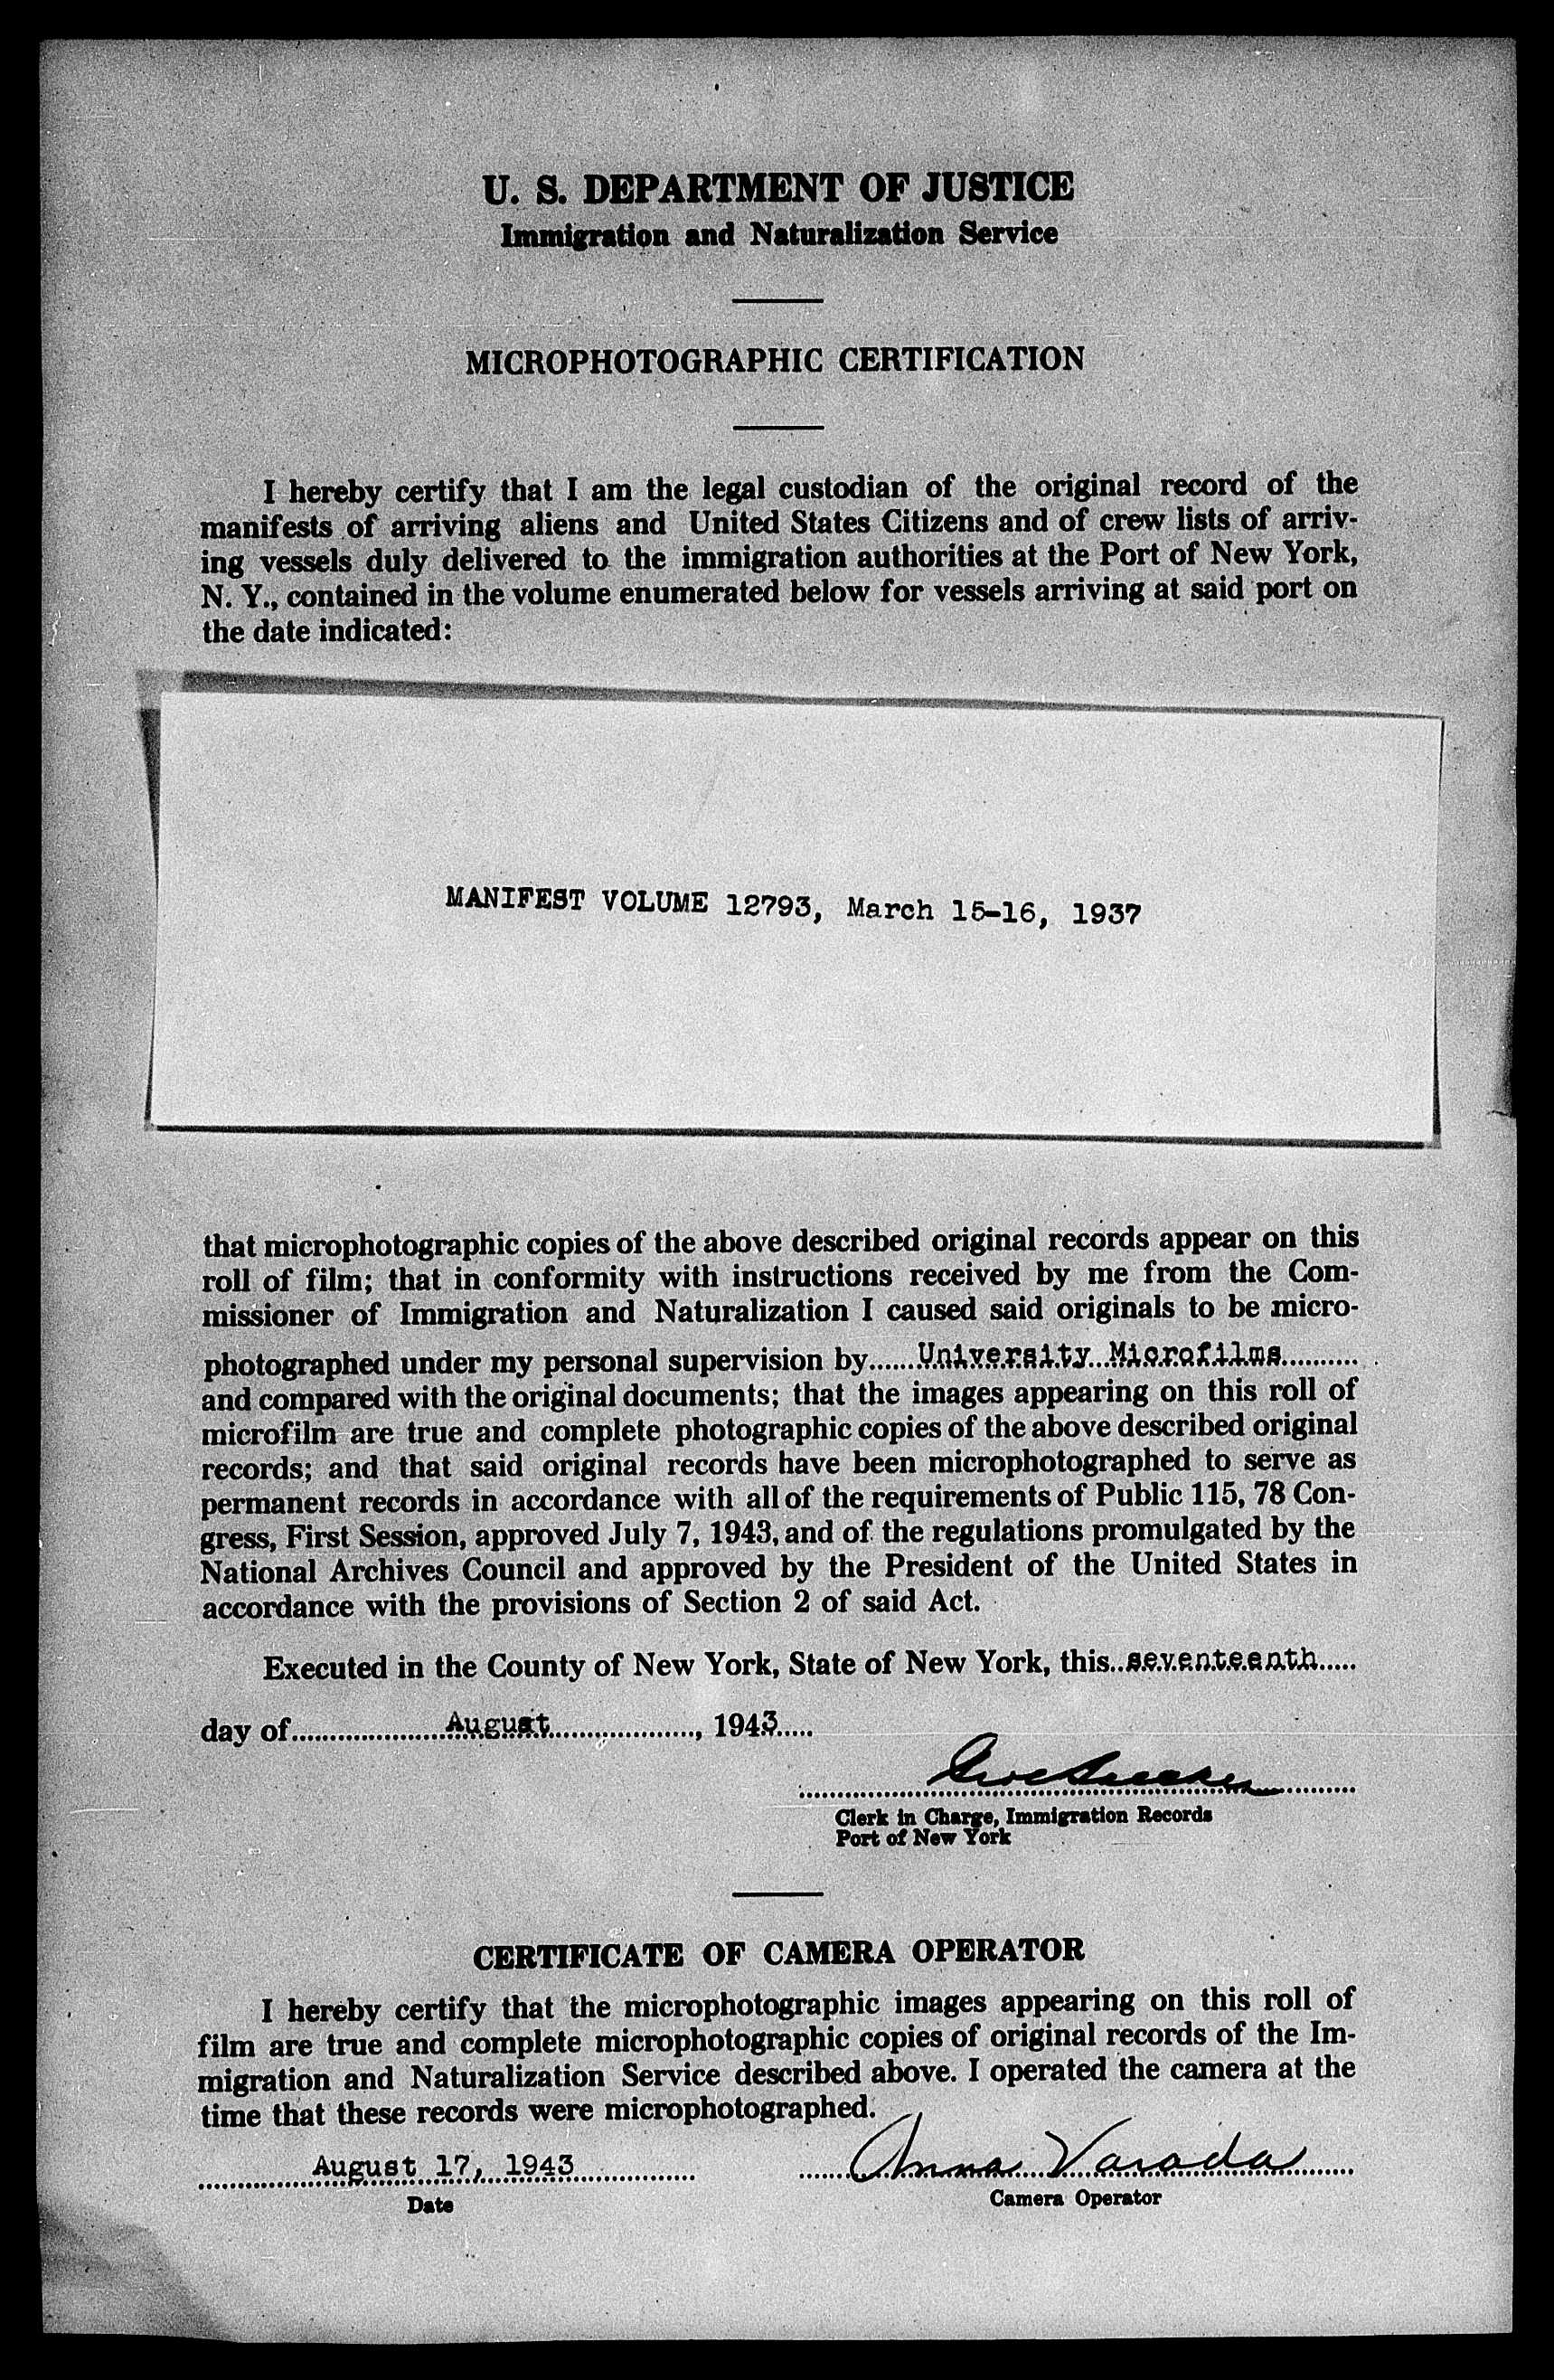 U. S. DEPARTMENT OF JUSTICE
Immigration and Naturalization Service
MICROPHOTOGRAPHIC CERTIFICATION
I hereby certify that I am the legal custodian of the original record of the
manifests of arriving aliens and United States Citizens and of crew lists of arriv-
ing vessels duly delivered to the immigration authorities at the Port of New York,
N. Y., contained in the volume enumerated below for vessels arriving at said port on
the date indicated:
MANIFEST VOLUME 12793, March 15-16, 1937
that microphotographic copies of the above described original records appear on this
roll of film; that in conformity with instructions received by me from the Com-
missioner of Immigration and Naturalization I caused said originals to be micro-
photographed under my personal supervision by......University Microfilms..........
and compared with the original documents; that the images appearing on this roll of
microfilm are true and complete photographic copies of the above described original
records; and that said original records have been microphotographed to serve as
permanent records in accordance with all of the requirements of Public 115, 78 Con-
gress, First Session, approved July 7, 1943, and of the regulations promulgated by the
National Archives Council and approved by the President of the United States in
accordance with the provisions of Section 2 of said Act.
Executed in the County of New York, State of New York, this..seventeenth.....
day of....................August...................., 1943.....
Clerk in Charge, Immigration Records
Port of New York
CERTIFICATE OF CAMERA OPERATOR
I hereby certify that the microphotographic images appearing on this roll of
film are true and complete microphotographic copies of original records of the Im-
migration and Naturalization Service described above. I operated the camera at the
time that these records were microphotographed.
August 17, 1943 Anna Varada
Date Camera Operator